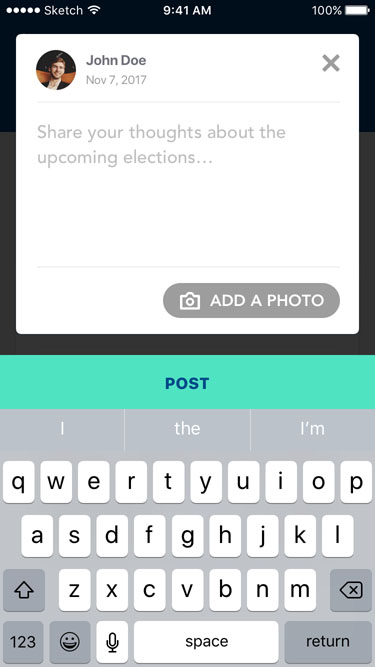 Sketch 9:41 AM 100%
John Doe
Nov 7, 2017
Share your thoughts about the
upcoming elections…
ADD A PHOTO
POST
I the I'm
q w e r t y u i o p
a s d f g h j k l
z x c v b n m
123 space return